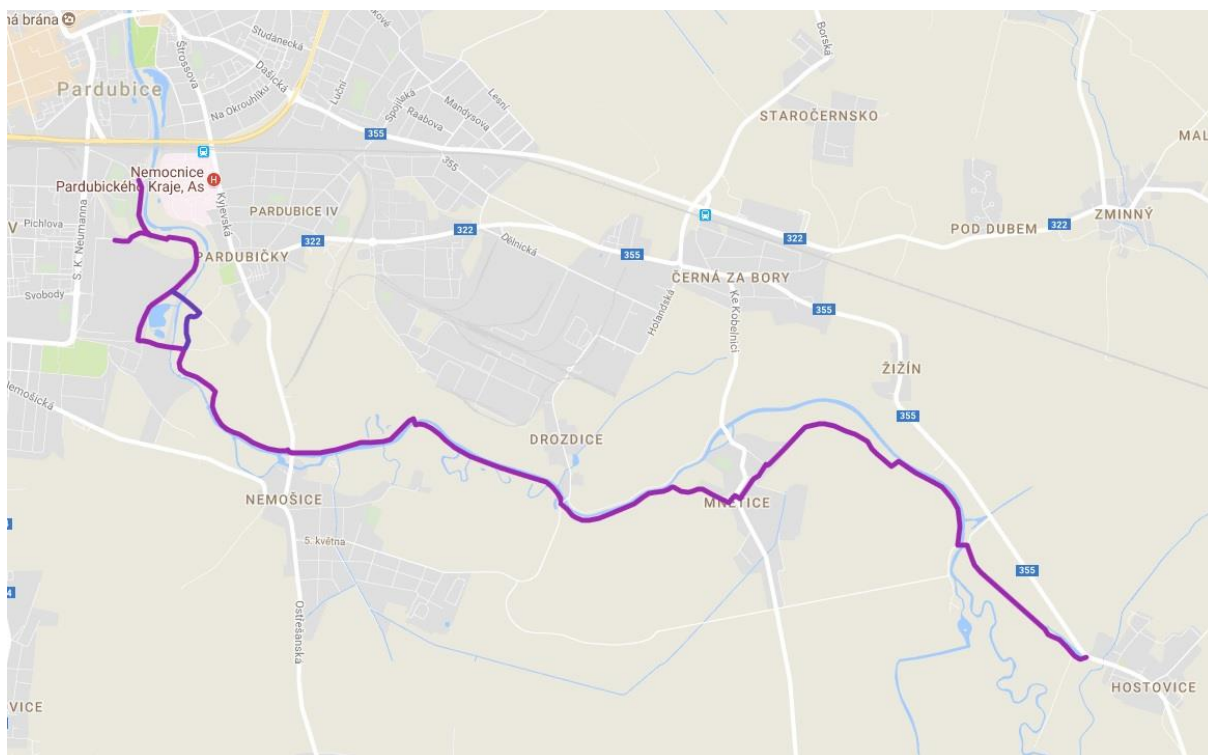 ná brána
Pardubice
Štrossova
Studánecká
Dašická
Na Okrouhlíku
Luční
Spojilská
Raabova
Mandysova
Lesní
Borská
355
STAROČERNSKO
Nemocnice
Pardubického Kraje, As
H
355
PARDUBICE IV
Kyjevská
Pichlova
V
S. K. Neumanna
322
PARDUBIČKY
322
Dělnická
355
322
POD DUBEM
322
ZMINNÝ
MAL
Svobody
Holandská
ČERNÁ ZA BORY
Ke Kobelnici
355
ŽIŽÍN
355
Nemošická
DROZDICE
NEMOŠICE
MNĚTICE
5. května
355
4
Ostřešanská
HOSTOVICE
VICE